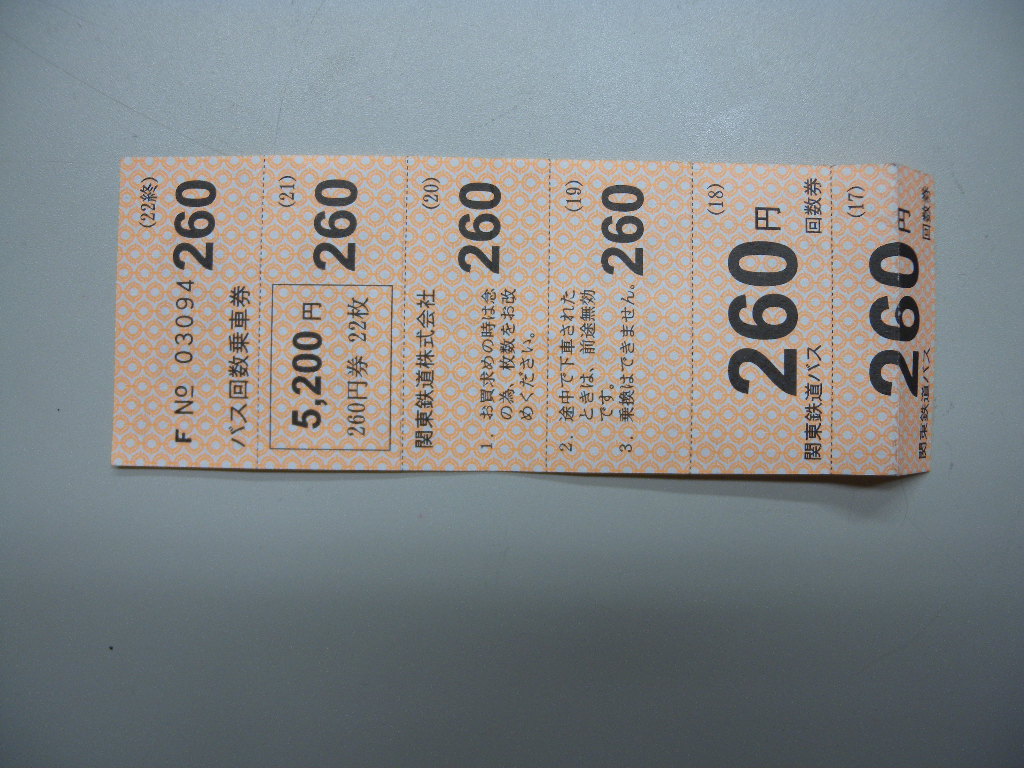 (22終)
F № 03094 260
バス回数乗車券
(21)
5,200円 260
260円券 22枚
(20)
関東鉄道株式会社
260
1. お買求めの時は念
の為、枚数をお改
めください。
(19)
2. 途中で下車された
ときは、前途無効
です。
3. 乗換はできません。
260
(18)
260円
関東鉄道バス 回数券
(17)
260円
関東鉄道バス 回数券